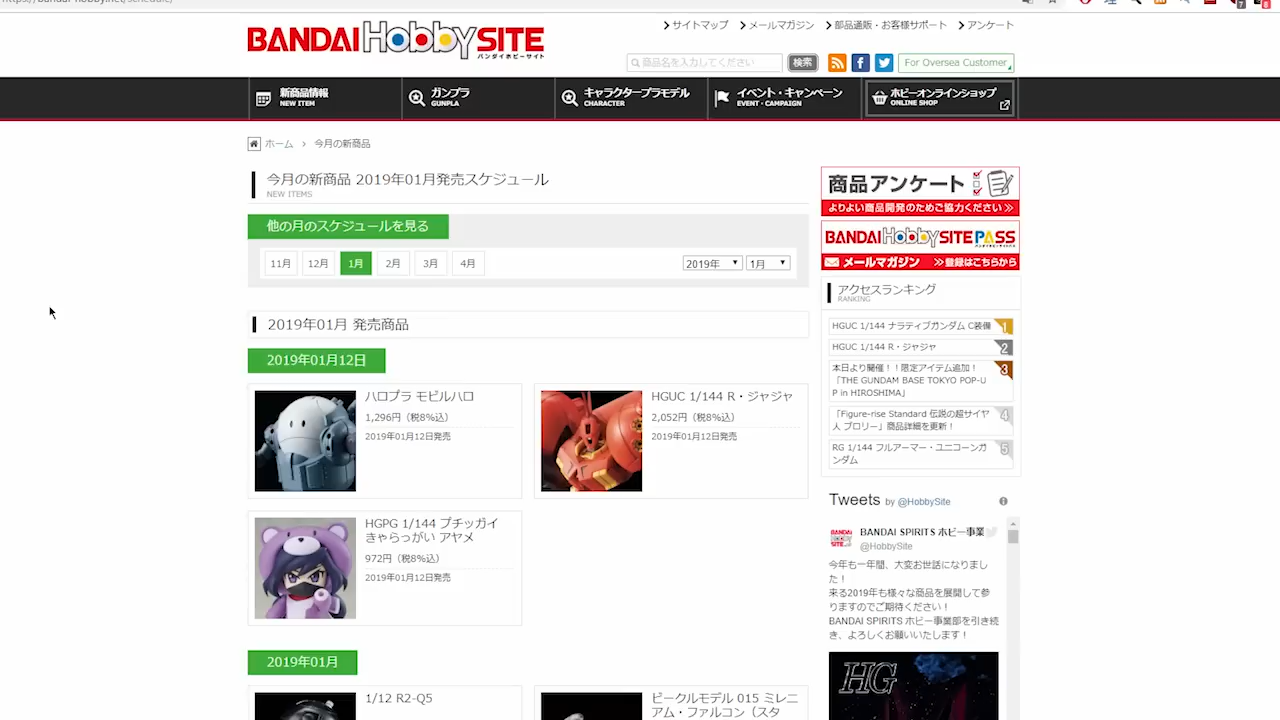 BANDAI HobbySITE
バンダイホビーサイト
サイトマップ
メールマガジン
部品通販・お客様サポート
アンケート
商品名を入力してください
検索
For Oversea Customer
新商品情報
NEW ITEM
ガンプラ
GUNPLA
キャラクタープラモデル
CHARACTER
イベント・キャンペーン
EVENT・CAMPAIGN
ホビーオンラインショップ
ONLINE SHOP
ホーム › 今月の新商品
今月の新商品 2019年01月発売スケジュール
NEW ITEMS
他の月のスケジュールを見る
11月 12月 1月 2月 3月 4月
2019年 1月
2019年01月 発売商品
2019年01月12日
ハロプラ モビルハロ
1,296円（税8%込）
2019年01月12日発売
HGUC 1/144 R・ジャジャ
2,052円（税8%込）
2019年01月12日発売
HGPG 1/144 プチッガイ
きゃらっがい アヤメ
972円（税8%込）
2019年01月12日発売
2019年01月
1/12 R2-Q5
ビークルモデル 015 ミレニ
アム・ファルコン（スタ
商品アンケート
よりよい商品開発のためご協力ください
BANDAI HobbySITE PASS
バンダイホビーサイトパス
メールマガジン
登録はこちらから
アクセスランキング
RANKING
HGUC 1/144 ナラティブガンダム C装備
1
HGUC 1/144 R・ジャジャ
2
本日より開催！！限定アイテム追加！
「THE GUNDAM BASE TOKYO POP-U
P in HIROSHIMA」
3
「Figure-rise Standard 伝説の超サイヤ
人 ブロリー」商品詳細を更新！
4
RG 1/144 フルアーマー・ユニコーンガ
ンダム
5
Tweets by @HobbySite
BANDAI SPIRITS ホビー事業
@HobbySite
今年も一年間、大変お世話になりまし
た！
来る2019年も様々な商品を展開して参
りますのでご期待ください！
BANDAI SPIRITS ホビー事業部を引き続
き、よろしくお願いいたします！
HG